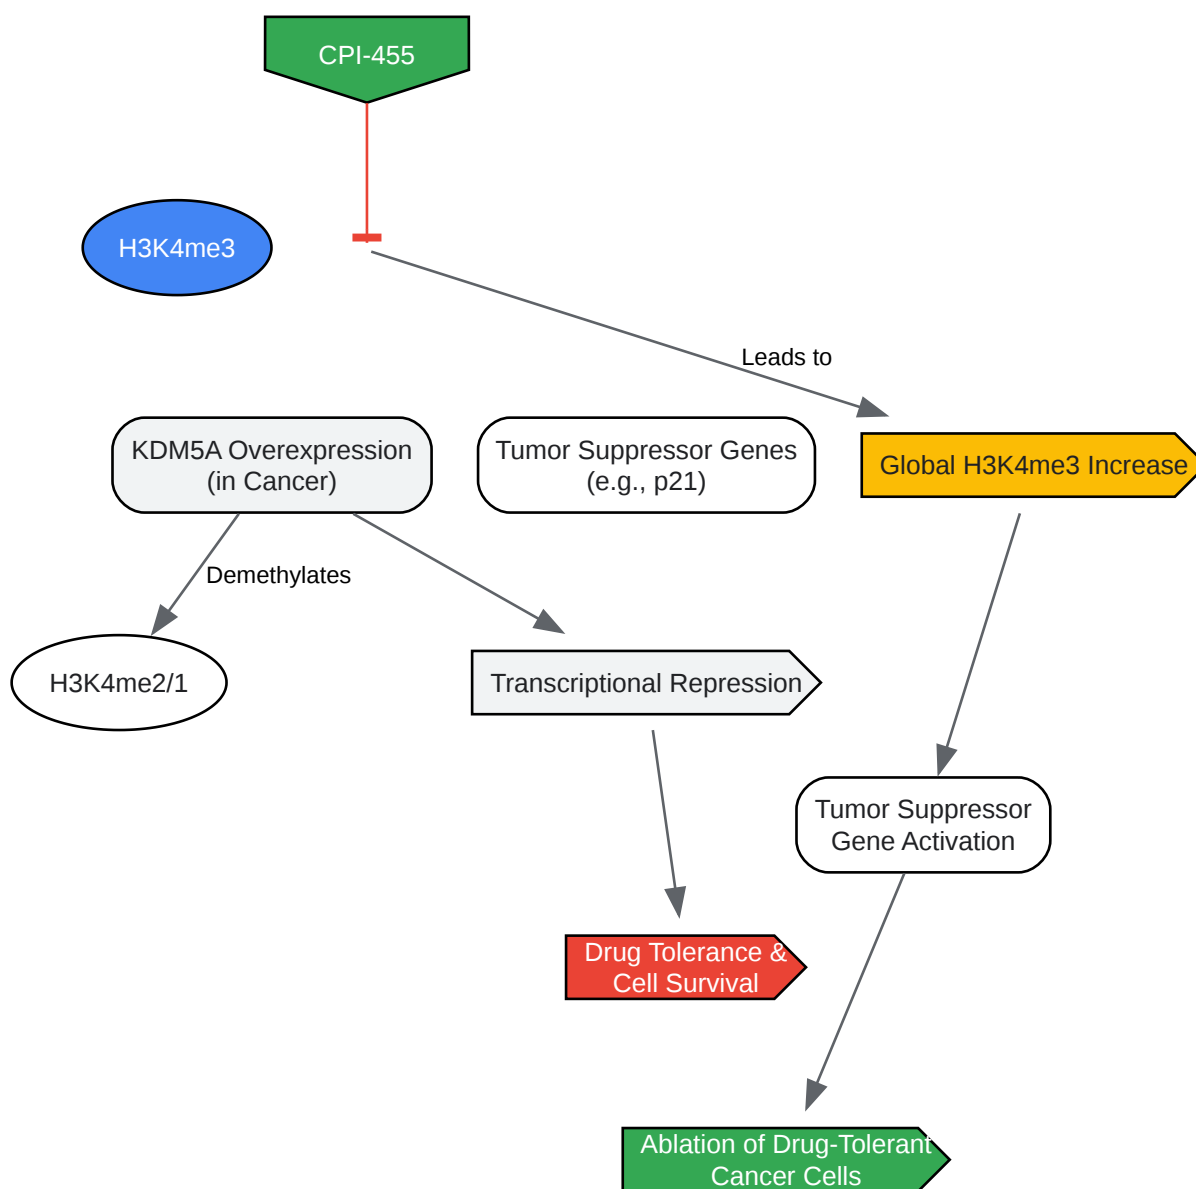 CPI-455
H3K4me3
Leads to
KDM5A Overexpression
(in Cancer)
Tumor Suppressor Genes
(e.g., p21)
Global H3K4me3 Increase
Demethylates
H3K4me2/1
Transcriptional Repression
Tumor Suppressor
Gene Activation
Drug Tolerance &
Cell Survival
Ablation of Drug-Tolerant
Cancer Cells